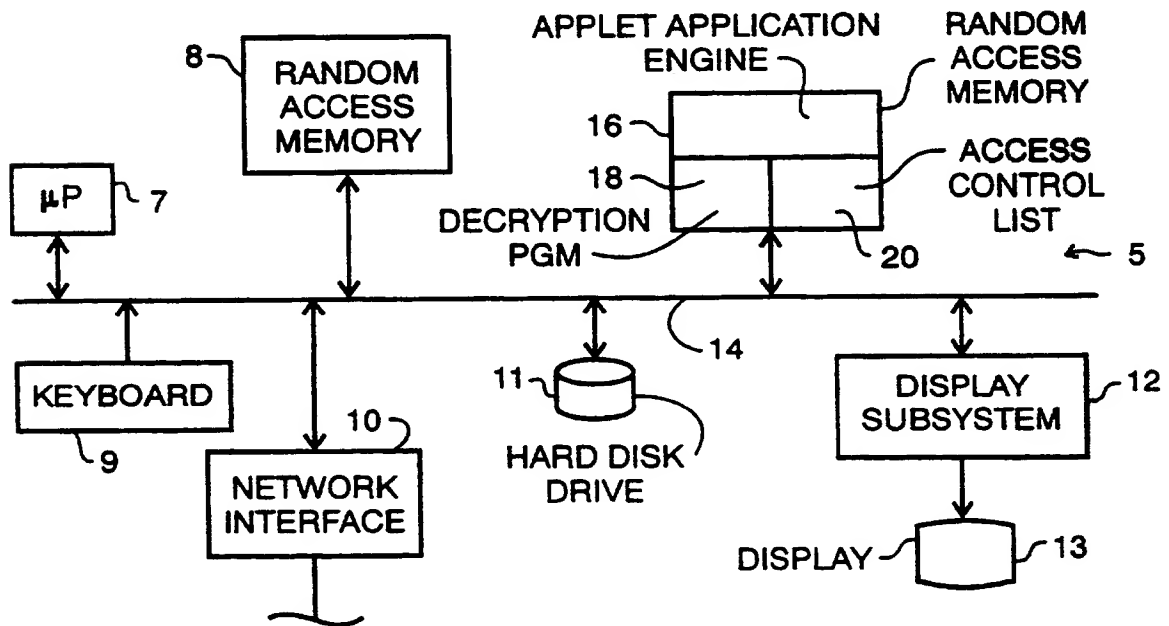 8
RANDOM
ACCESS
MEMORY
APPLET APPLICATION
ENGINE
RANDOM
ACCESS
MEMORY
16
18
DECRYPTION
PGM
20
ACCESS
CONTROL
LIST
5
µP
7
14
KEYBOARD
9
10
NETWORK
INTERFACE
11
HARD DISK
DRIVE
DISPLAY
SUBSYSTEM
12
DISPLAY
13